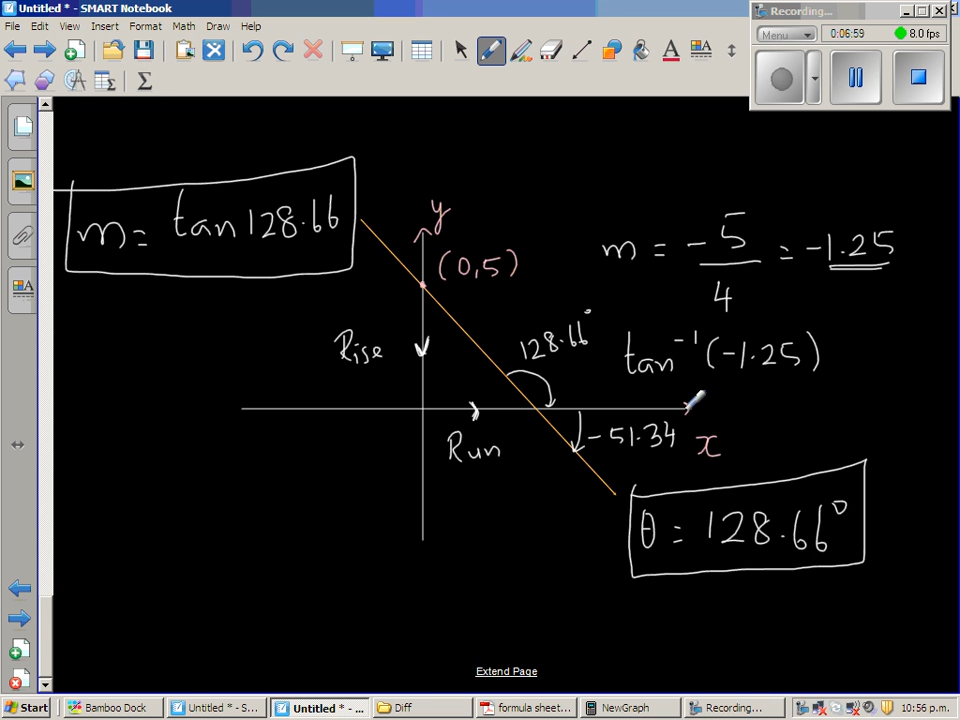 Untitled * - SMART Notebook
File Edit View Insert Format Math Draw Help
Recording...
Menu
0:06:59
8.0 fps
m = tan 128.66
y
(0,5)
m = -5/4 = -1.25
Rise
128.66°
tan⁻¹(-1.25)
Run
-51.34
x
θ = 128.66°
Extend Page
Start
Bamboo Dock
Untitled * - S...
Untitled * - ...
Diff
formula sheet...
NewGraph
Recording...
10:56 p.m.